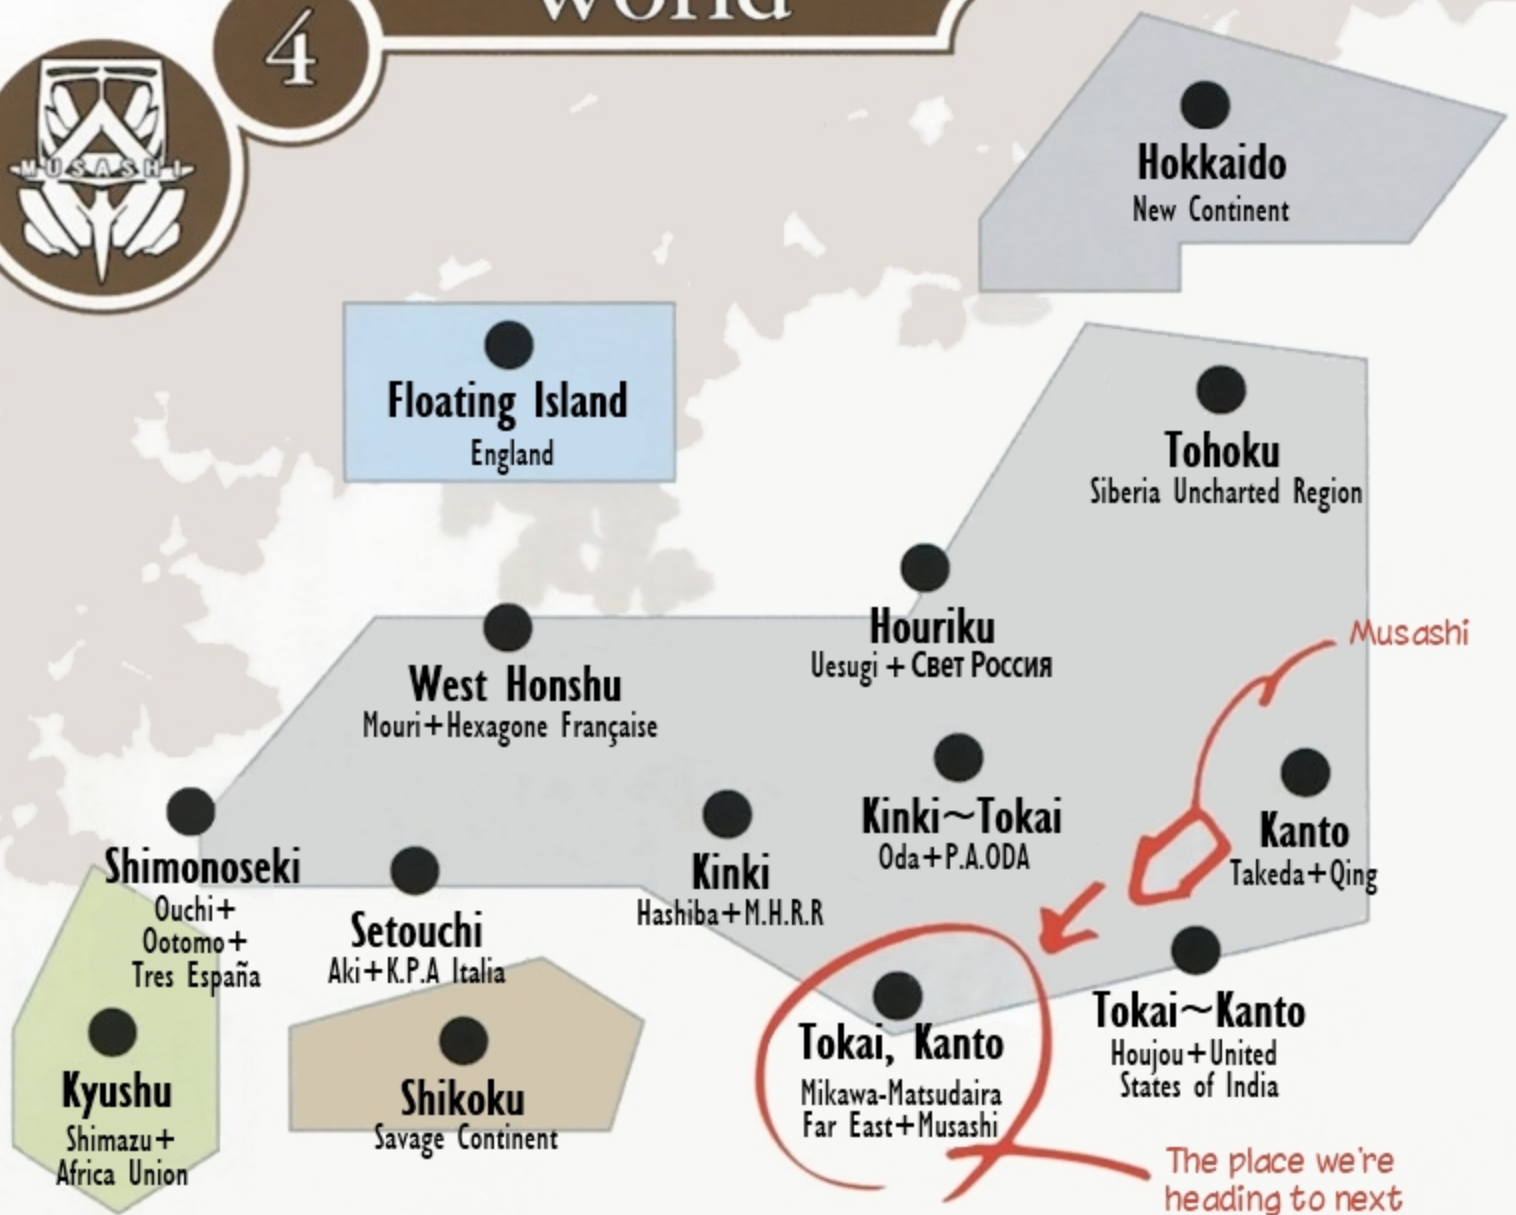 world
4
MUSASHI
Hokkaido
New Continent
Floating Island
England
Tohoku
Siberia Uncharted Region
Houriku
Uesugi + Свет Россия
Musashi
West Honshu
Mouri+Hexagone Française
Kinki~Tokai
Oda+P.A.ODA
Kanto
Takeda+Qing
Shimonoseki
Ouchi+
Ootomo+
Tres España
Setouchi
Aki+K.P.A Italia
Kinki
Hashiba+M.H.R.R
Tokai, Kanto
Mikawa-Matsudaira
Far East+Musashi
Tokai~Kanto
Houjou+United
States of India
Kyushu
Shimazu+
Africa Union
Shikoku
Savage Continent
The place we're
heading to next